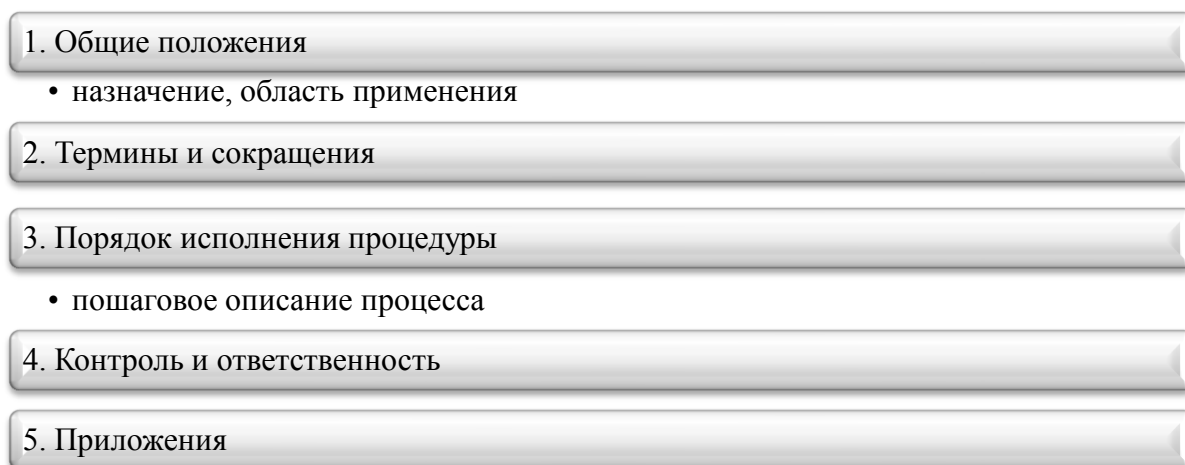 1. Общие положения
• назначение, область применения
2. Термины и сокращения
3. Порядок исполнения процедуры
• пошаговое описание процесса
4. Контроль и ответственность
5. Приложения